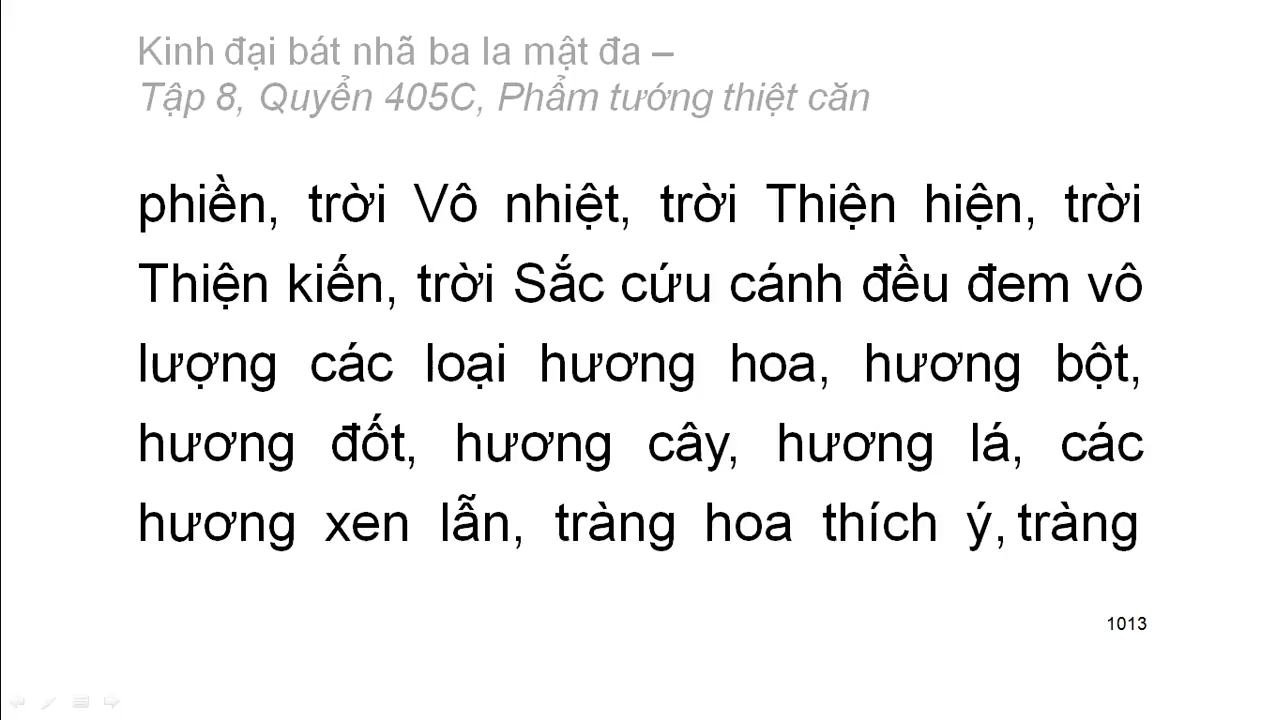 Kinh đại bát nhã ba la mật đa –
Tập 8, Quyển 405C, Phẩm tướng thiệt căn
phiền, trời Vô nhiệt, trời Thiện hiện, trời
Thiện kiến, trời Sắc cứu cánh đều đem vô
lượng các loại hương hoa, hương bột,
hương đốt, hương cây, hương lá, các
hương xen lẫn, tràng hoa thích ý, tràng
1013